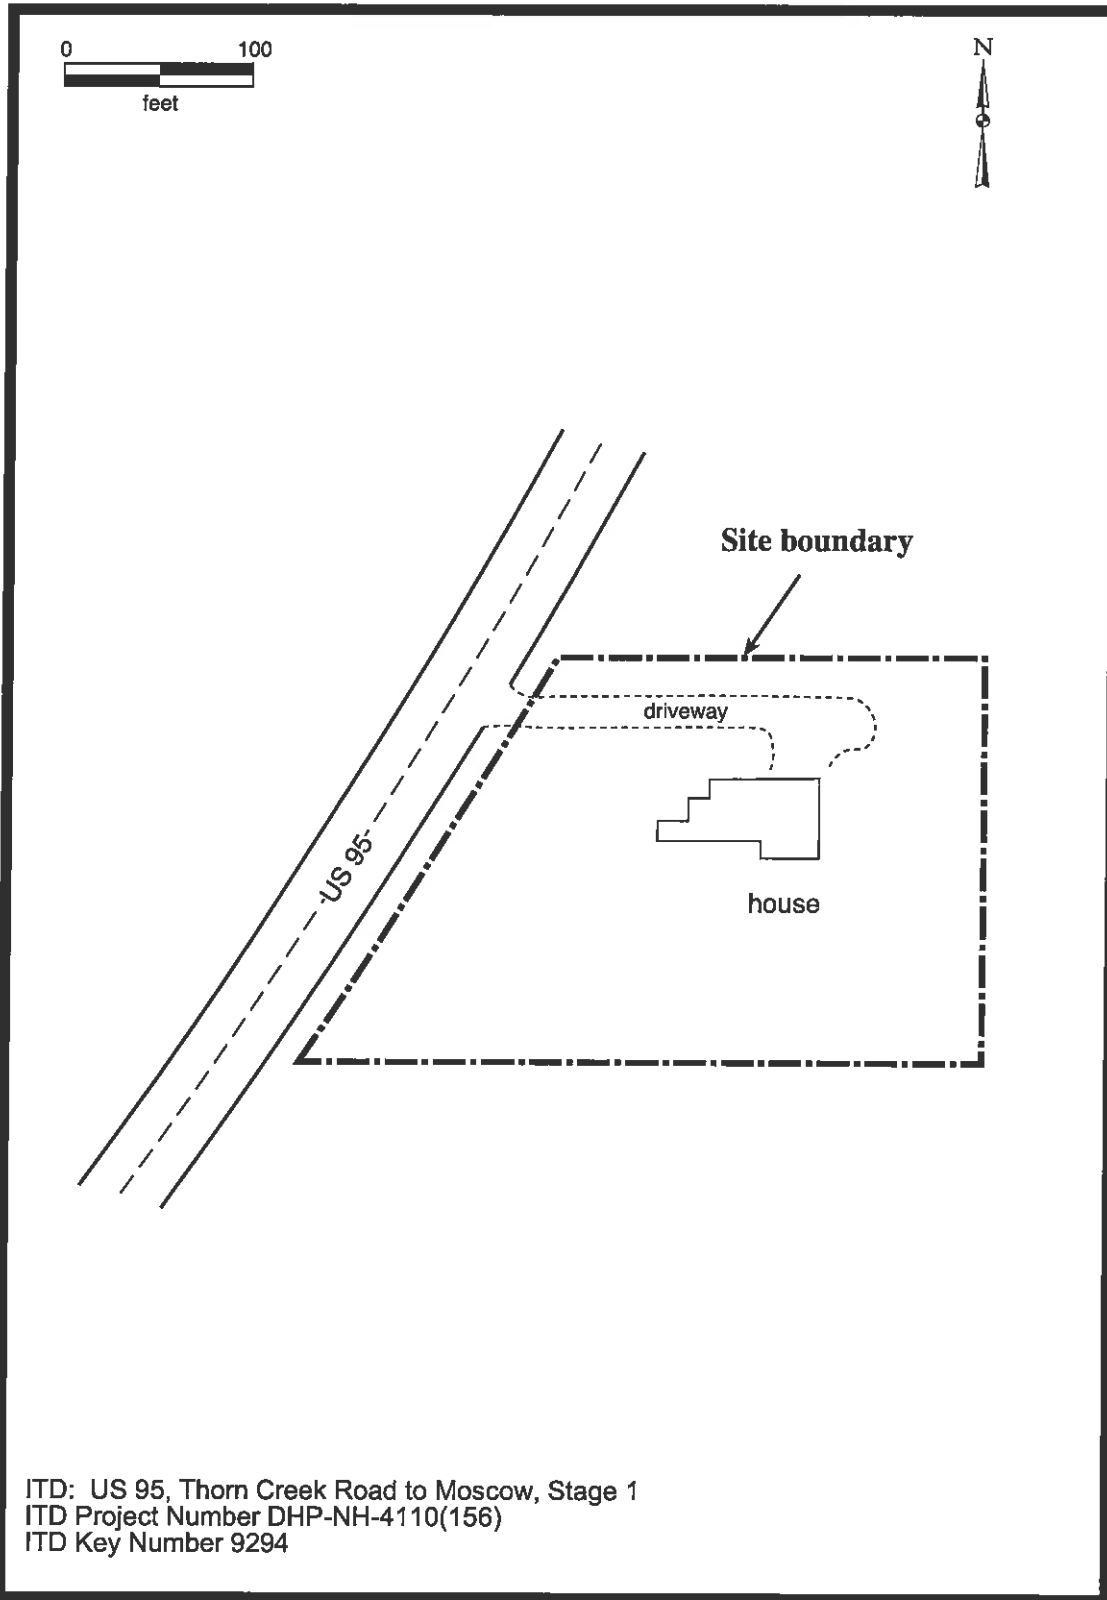 0 100
feet
N
Site boundary
driveway
US 95
house
ITD: US 95, Thorn Creek Road to Moscow, Stage 1
ITD Project Number DHP-NH-4110(156)
ITD Key Number 9294